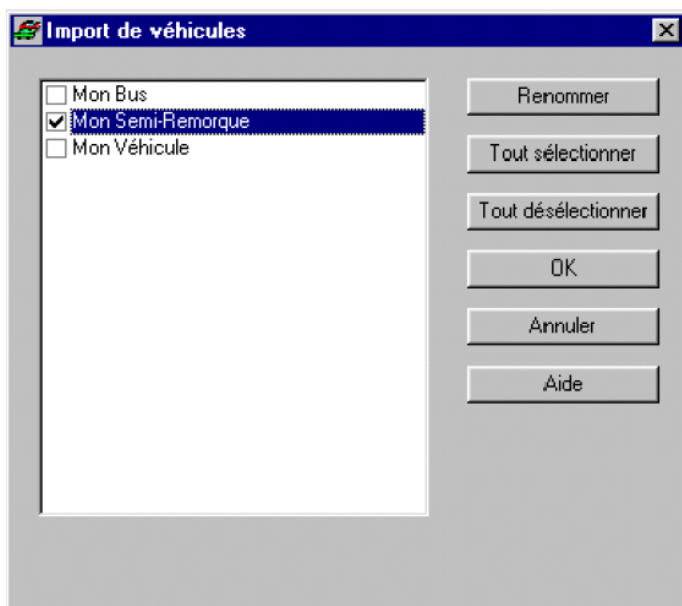 Import de véhicules
Mon Bus
Mon Semi-Remorque
Mon Véhicule
Renommer
Tout sélectionner
Tout désélectionner
OK
Annuler
Aide